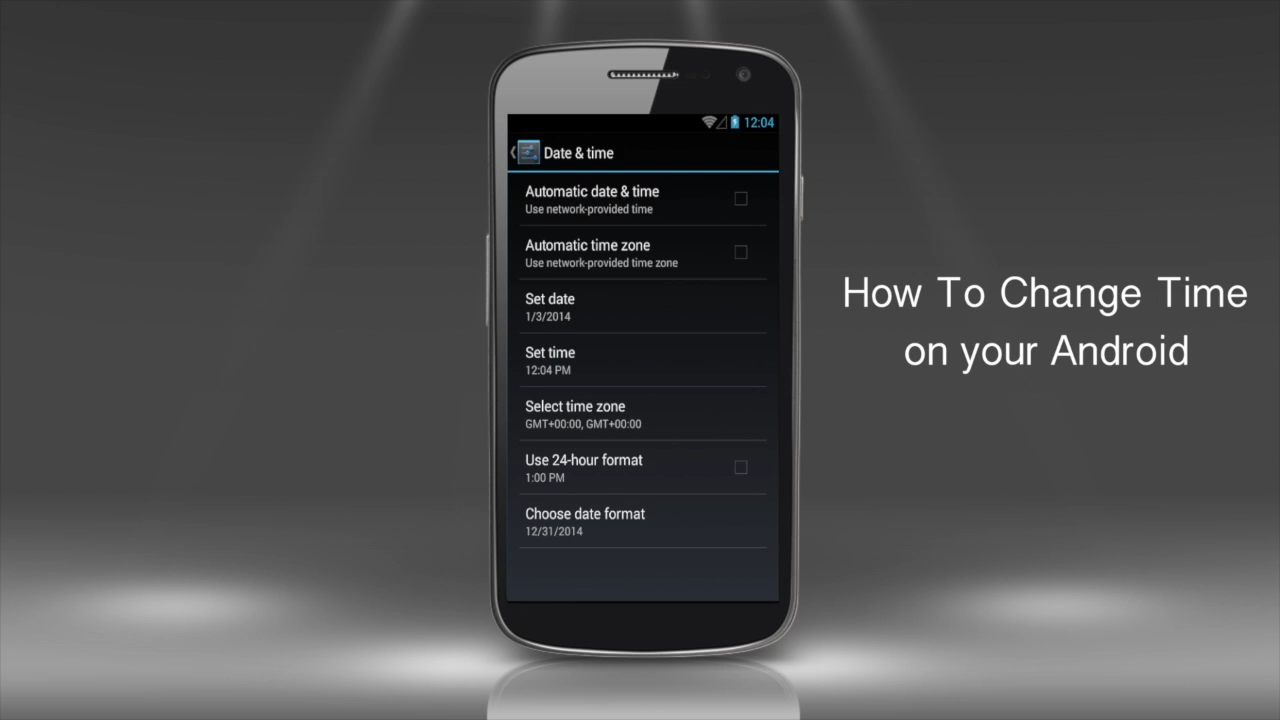 12:04
Date & time
Automatic date & time
Use network-provided time
Automatic time zone
Use network-provided time zone
Set date
1/3/2014
Set time
12:04 PM
Select time zone
GMT+00:00, GMT+00:00
Use 24-hour format
1:00 PM
Choose date format
12/31/2014
How To Change Time
on your Android